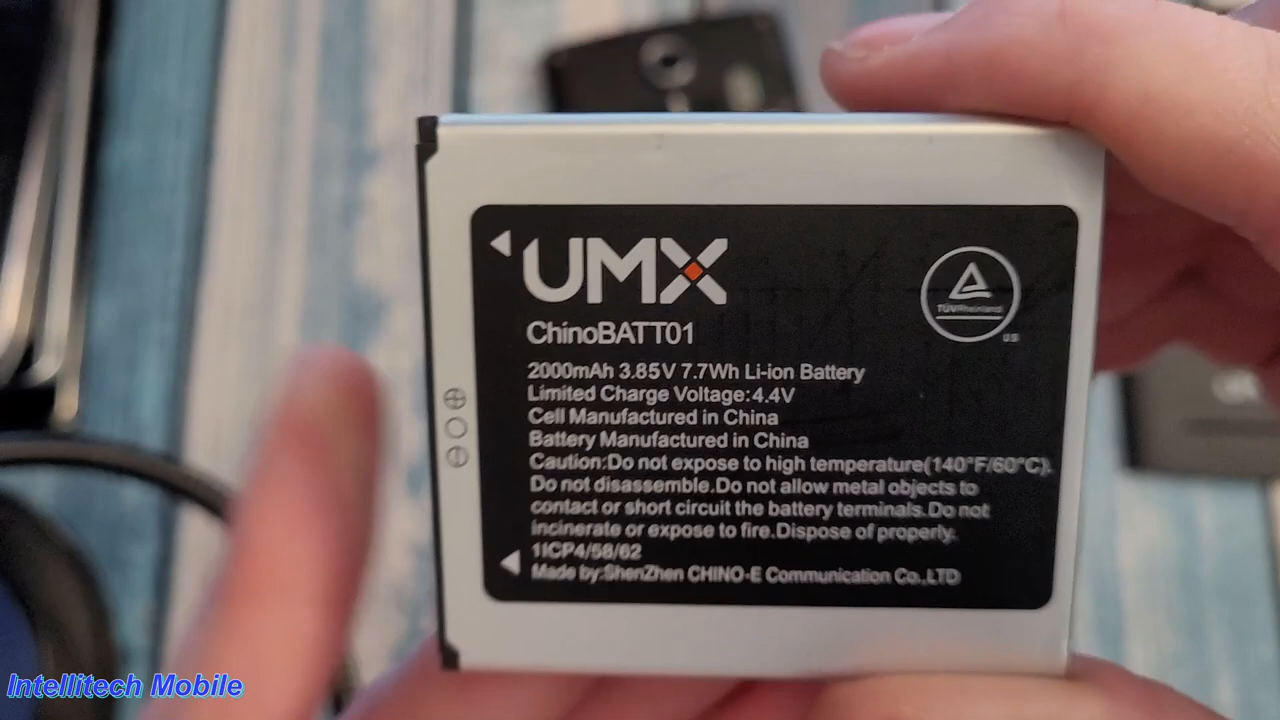 UMX
TÜVRheinland
US
ChinoBATT01
2000mAh 3.85V 7.7Wh Li-ion Battery
Limited Charge Voltage:4.4V
Cell Manufactured in China
Battery Manufactured in China
Caution:Do not expose to high temperature(140°F/60°C).
Do not disassemble.Do not allow metal objects to
contact or short circuit the battery terminals.Do not
incinerate or expose to fire.Dispose of properly.
1ICP4/58/62
Made by:ShenZhen CHINO-E Communication Co.,LTD
Intellitech Mobile